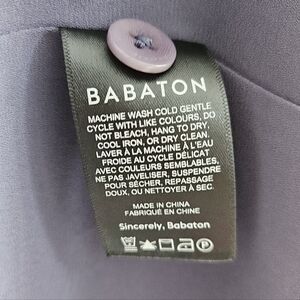 BABATON
MACHINE WASH COLD GENTLE
CYCLE WITH LIKE COLOURS, DO
NOT BLEACH, HANG TO DRY,
COOL IRON, OR DRY CLEAN.
LAVER À LA MACHINE À L'EAU
FROIDE AU CYCLE DÉLICAT
AVEC COULEURS SEMBLABLES,
NE PAS JAVELISER, SUSPENDRE
POUR SÉCHER, REPASSAGE
DOUX, OU NETTOYER À SEC.
MADE IN CHINA
FABRIQUÉ EN CHINE
Sincerely, Babaton